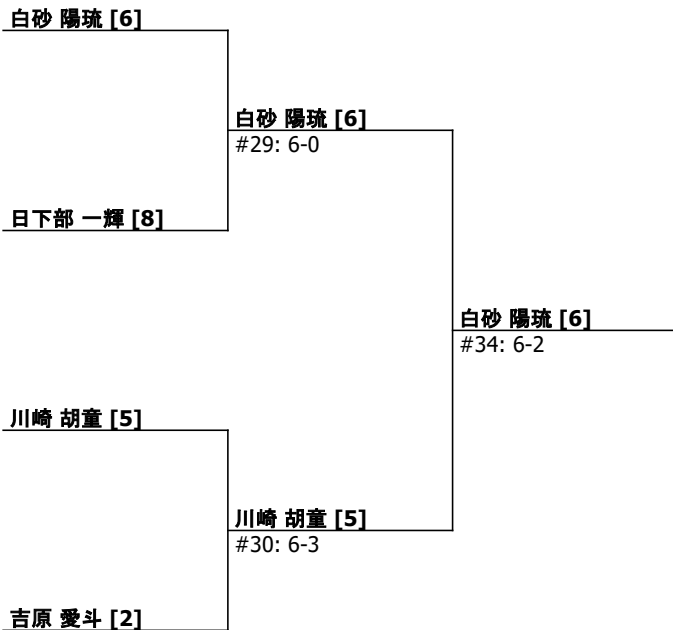 白砂 陽琉 [6]
白砂 陽琉 [6]
#29: 6-0
日下部 一輝 [8]
白砂 陽琉 [6]
#34: 6-2
川崎 胡童 [5]
川崎 胡童 [5]
#30: 6-3
吉原 愛斗 [2]